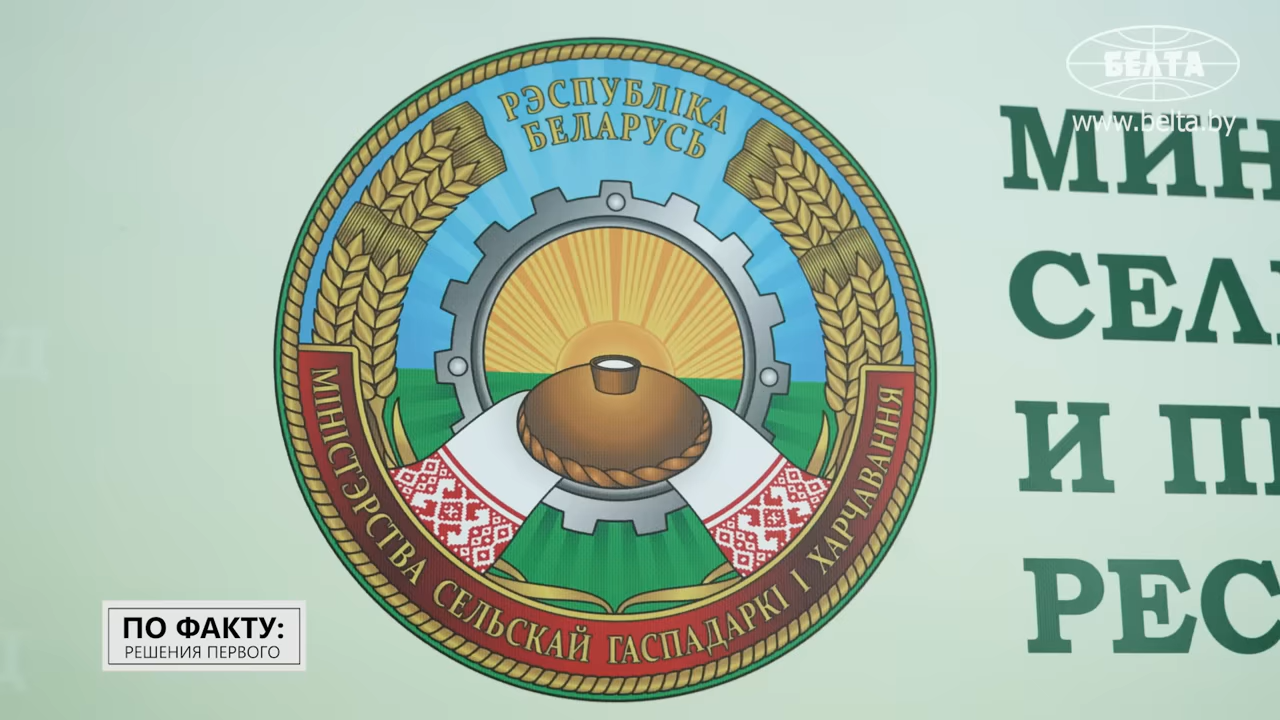 РЭСПУБЛІКА
БЕЛАРУСЬ
МІНІСТЭРСТВА СЕЛЬСКАЙ ГАСПАДАРКІ І ХАРЧАВАННЯ
БЕЛТА
www.belta.by
ПО ФАКТУ:
РЕШЕНИЯ ПЕРВОГО